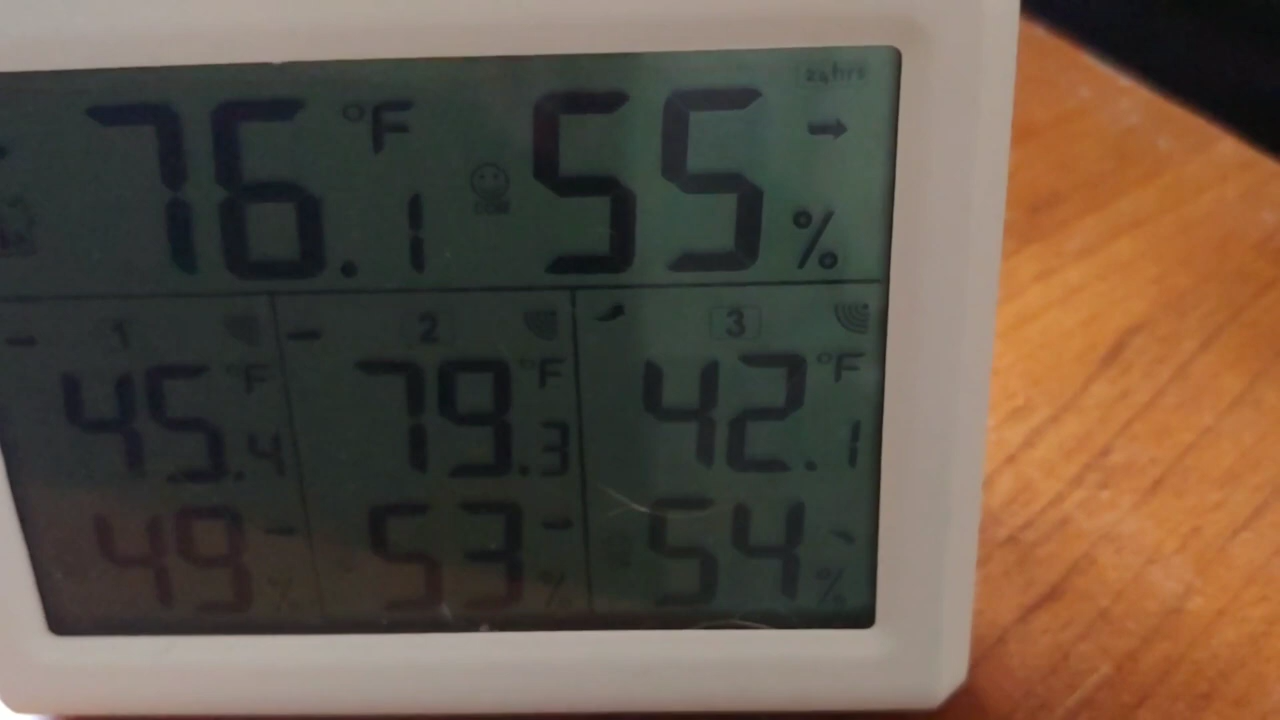 24hrs
76.1 °F 55 %
1 2 3
45.4 °F 79.3 °F 42.1 °F
49 % 53 % 54 %